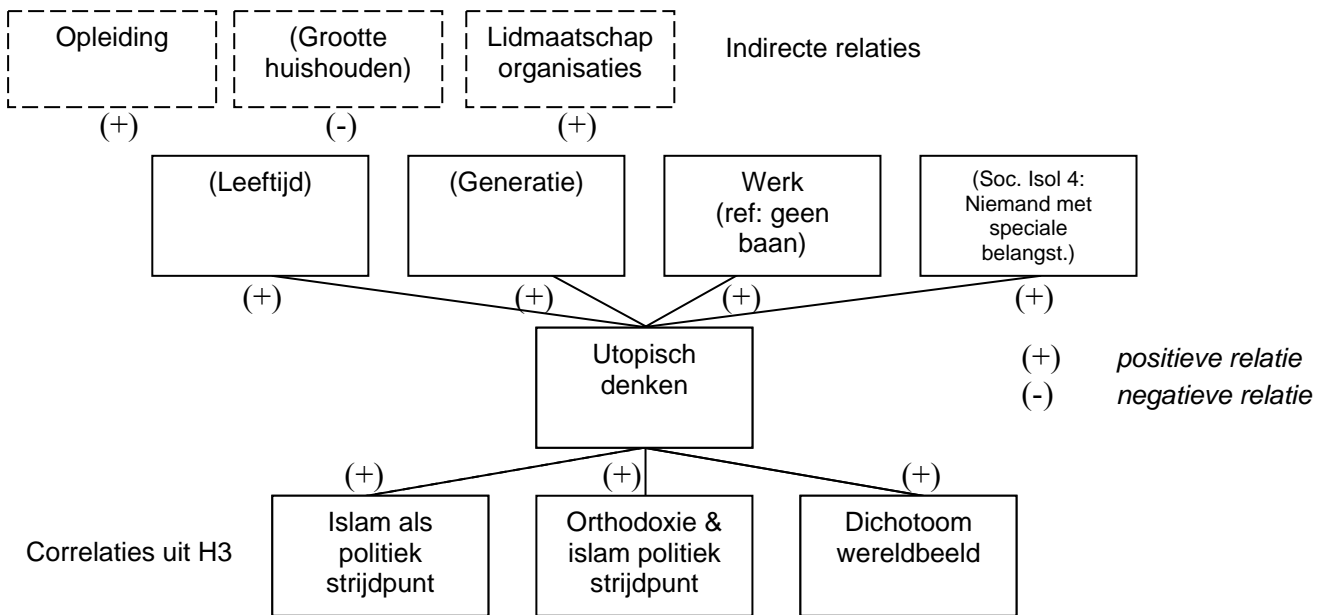 Opleiding
(Grootte
huishouden)
Lidmaatschap
organisaties
Indirecte relaties
(+)
(-)
(+)
(Leeftijd)
(Generatie)
Werk
(ref: geen
baan)
(Soc. Isol 4:
Niemand met
speciale
belangst.)
(+)
(+)
(+)
(+)
Utopisch
denken
(+) positieve relatie
(-) negatieve relatie
(+)
(+)
(+)
Correlaties uit H3
Islam als
politiek
strijdpunt
Orthodoxie &
islam politiek
strijdpunt
Dichotoom
wereldbeeld